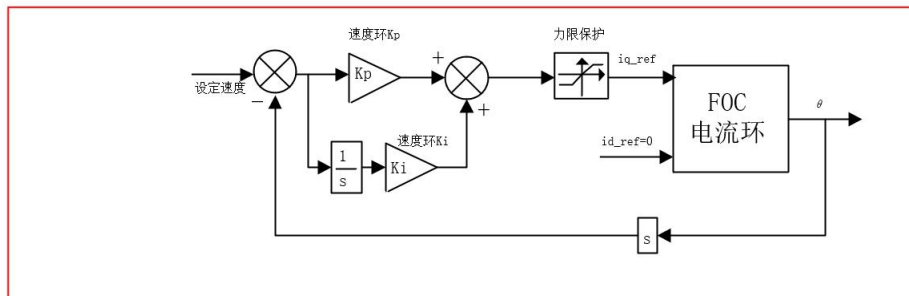 速度环Kp
力限保护
设定速度
Kp
iq_ref
FOC
电流环
θ
速度环Ki
id_ref=0
1
s
Ki
s
+
+
−